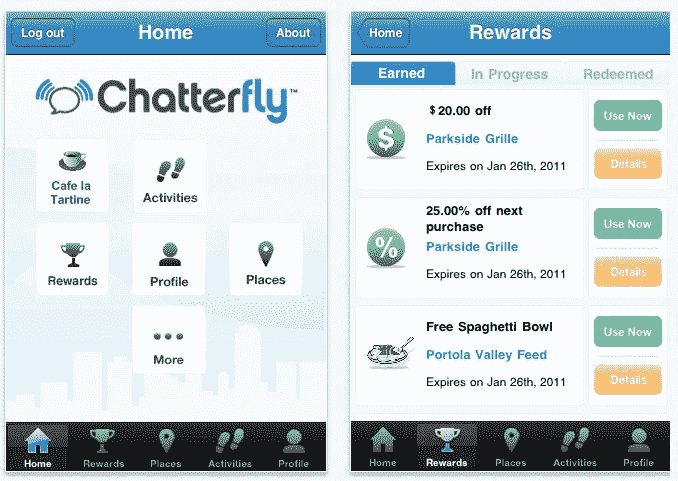 Log out Home About
Chatterfly™
Cafe la
Tartine
Activities
Rewards Profile Places
More
Home Rewards Places Activities Profile
Home Rewards
Earned In Progress Redeemed
$20.00 off
Parkside Grille
Expires on Jan 26th, 2011
Use Now
Details
25.00% off next
purchase
Parkside Grille
Expires on Jan 26th, 2011
Use Now
Details
Free Spaghetti Bowl
Portola Valley Feed
Expires on Jan 26th, 2011
Use Now
Details
Home Rewards Places Activities Profile